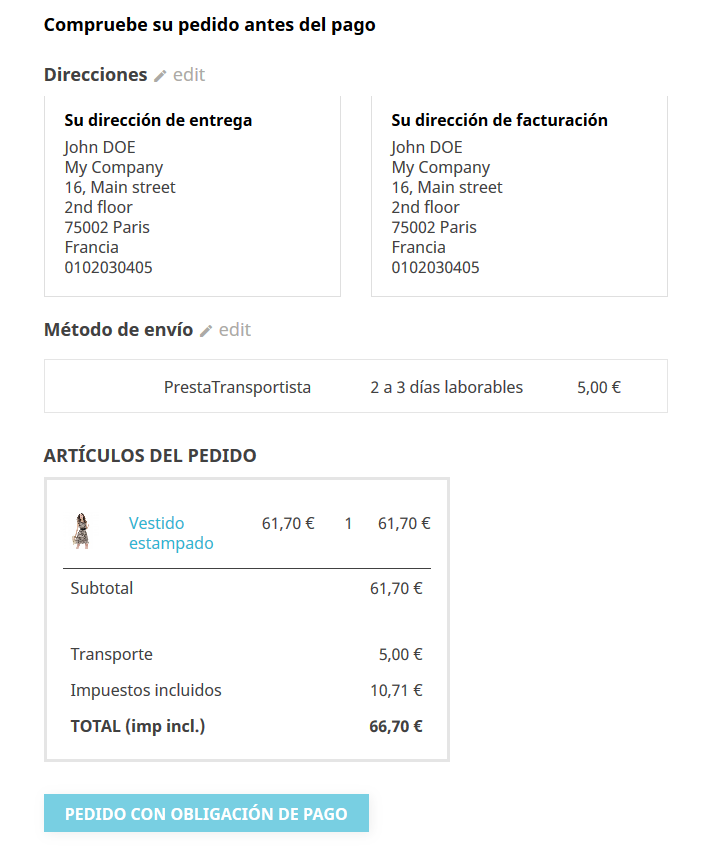 Compruebe su pedido antes del pago
Direcciones edit
Su dirección de entrega
John DOE
My Company
16, Main street
2nd floor
75002 Paris
Francia
0102030405
Su dirección de facturación
John DOE
My Company
16, Main street
2nd floor
75002 Paris
Francia
0102030405
Método de envío edit
PrestaTransportista 2 a 3 días laborables 5,00 €
ARTÍCULOS DEL PEDIDO
Vestido 61,70 € 1 61,70 €
estampado
Subtotal 61,70 €
Transporte 5,00 €
Impuestos incluidos 10,71 €
TOTAL (imp incl.) 66,70 €
PEDIDO CON OBLIGACIÓN DE PAGO